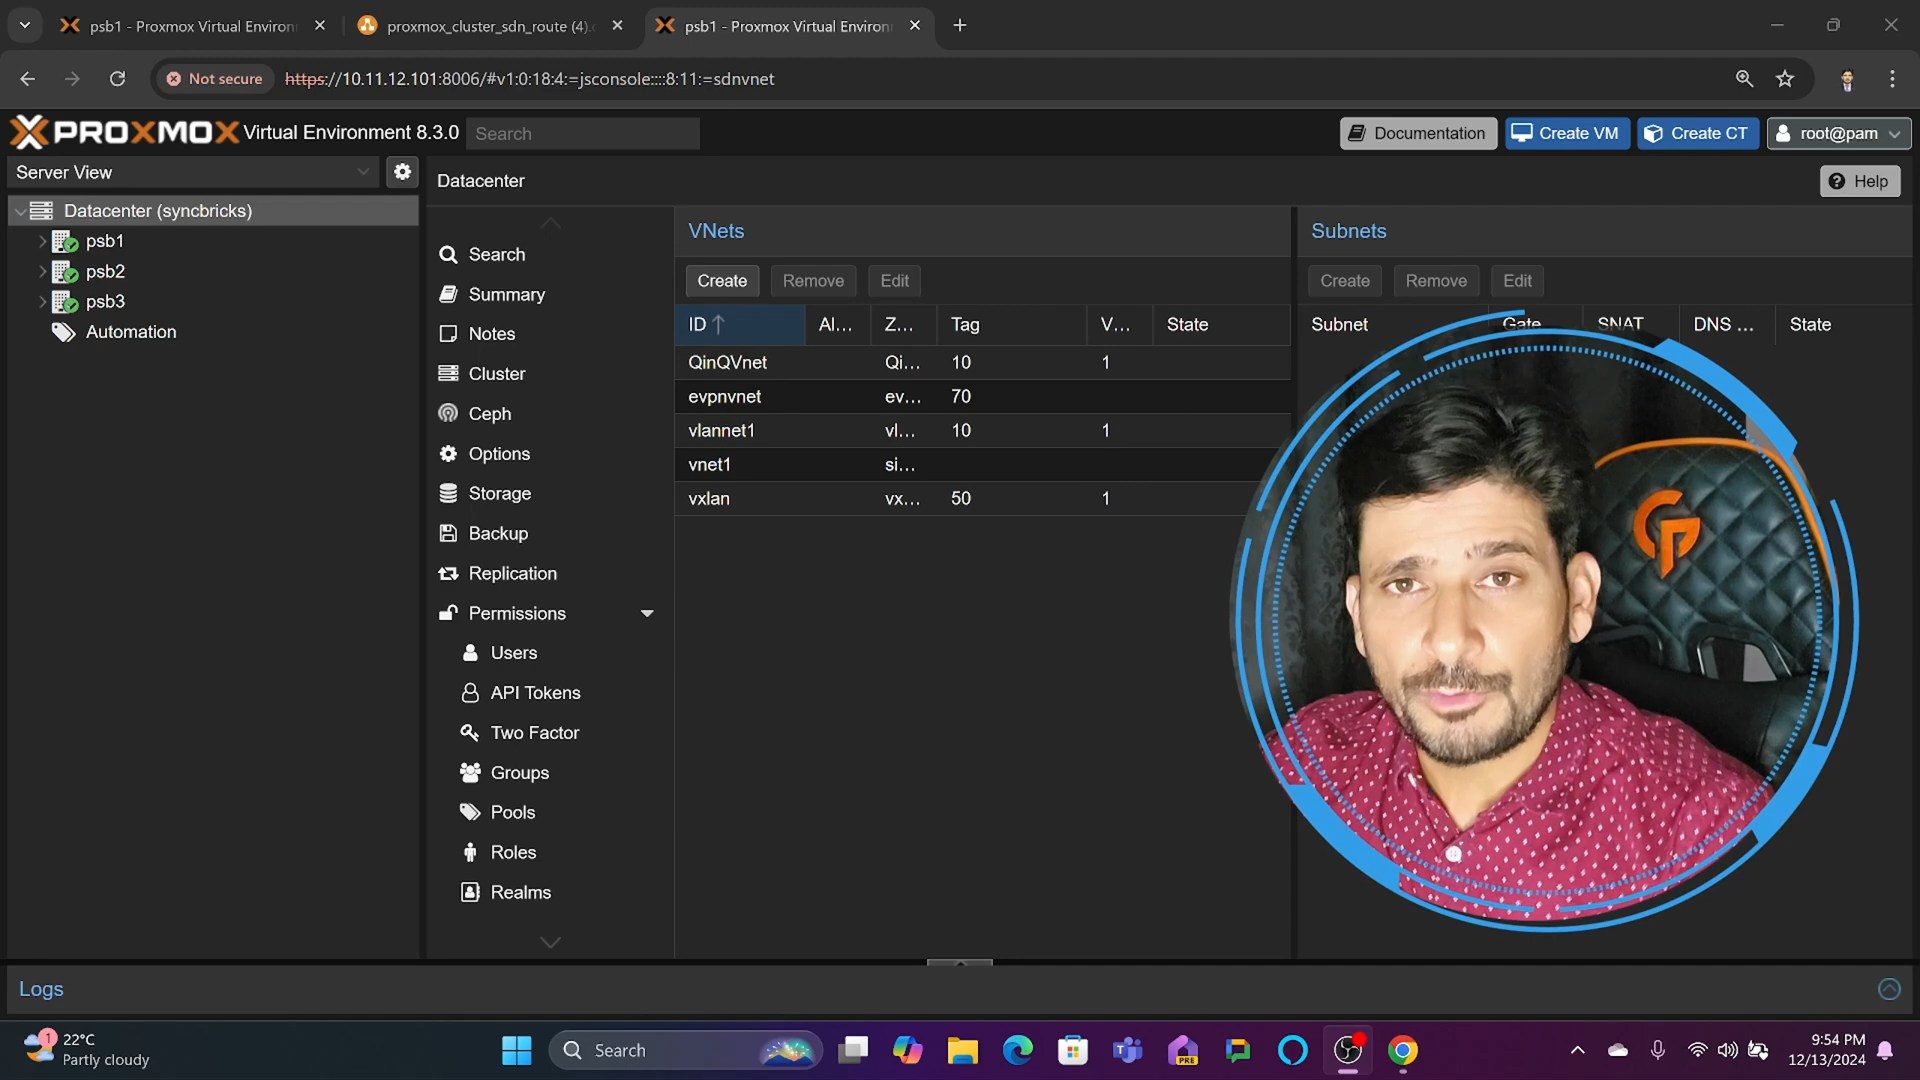 psb1 - Proxmox Virtual Environ
proxmox_cluster_sdn_route (4).
psb1 - Proxmox Virtual Environ
Not secure
https://10.11.12.101:8006/#v1:0:18:4:=jsconsole::::8:11:=sdnvnet
PROXMOX Virtual Environment 8.3.0
Search
Documentation
Create VM
Create CT
root@pam
Server View
Datacenter (syncbricks)
psb1
psb2
psb3
Automation
Datacenter
Help
Search
Summary
Notes
Cluster
Ceph
Options
Storage
Backup
Replication
Permissions
Users
API Tokens
Two Factor
Groups
Pools
Roles
Realms
VNets
Create Remove Edit
ID Al... Z... Tag V... State
QinQVnet Qi... 10 1
evpnvnet ev... 70
vlannet1 vl... 10 1
vnet1 si...
vxlan vx... 50 1
Subnets
Create Remove Edit
Subnet Gate SNAT DNS ... State
Logs
1
22°C
Partly cloudy
Search
PRE
9:54 PM
12/13/2024